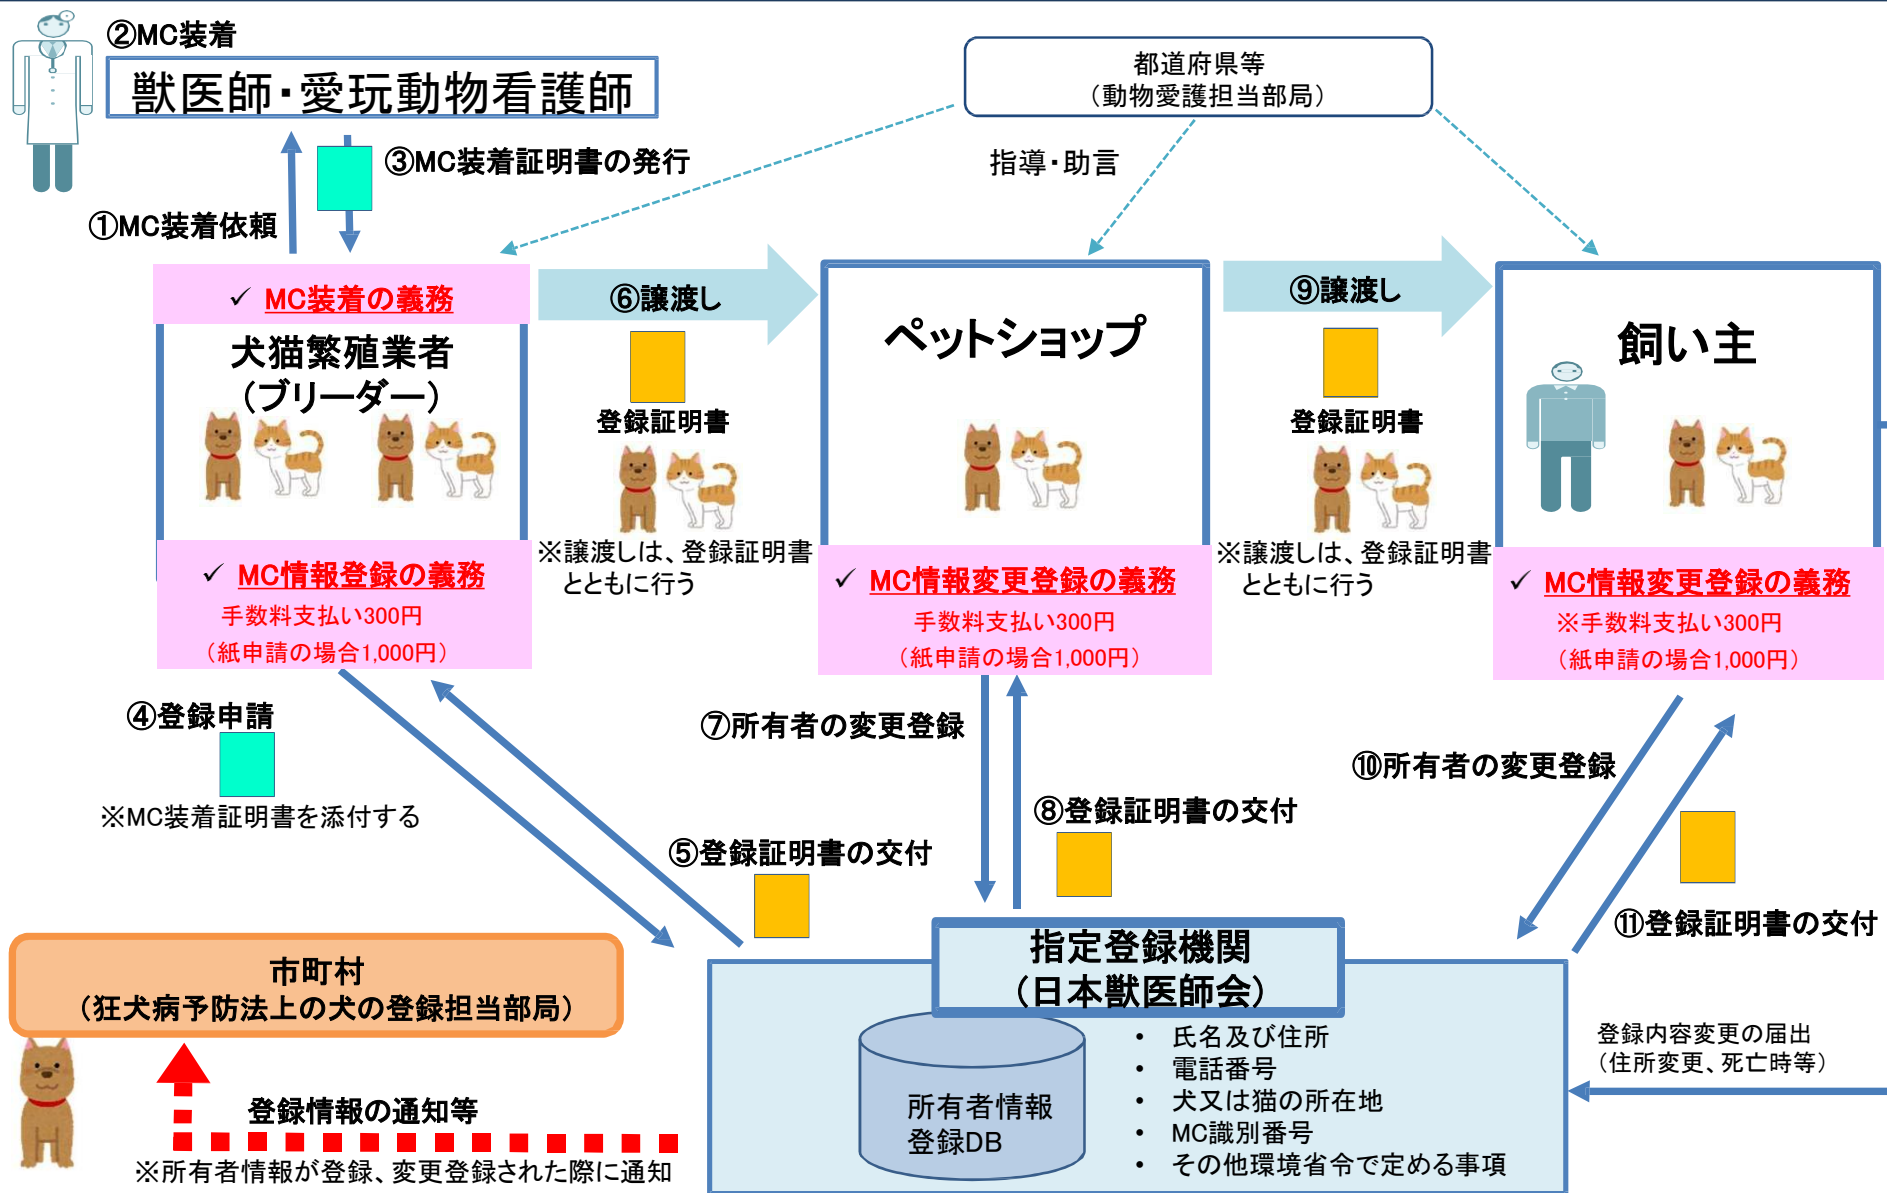 ②MC装着
獣医師・愛玩動物看護師
都道府県等
（動物愛護担当部局）
③MC装着証明書の発行
指導・助言
①MC装着依頼
✓ MC装着の義務
犬猫繁殖業者
（ブリーダー）
✓ MC情報登録の義務
手数料支払い300円
（紙申請の場合1,000円）
⑥譲渡し
登録証明書
※譲渡しは、登録証明書
とともに行う
ペットショップ
✓ MC情報変更登録の義務
手数料支払い300円
（紙申請の場合1,000円）
⑨譲渡し
登録証明書
※譲渡しは、登録証明書
とともに行う
飼い主
✓ MC情報変更登録の義務
※手数料支払い300円
（紙申請の場合1,000円）
④登録申請
※MC装着証明書を添付する
⑤登録証明書の交付
⑦所有者の変更登録
⑧登録証明書の交付
⑩所有者の変更登録
⑪登録証明書の交付
市町村
（狂犬病予防法上の犬の登録担当部局）
登録情報の通知等
※所有者情報が登録、変更登録された際に通知
指定登録機関
（日本獣医師会）
所有者情報
登録DB
• 氏名及び住所
• 電話番号
• 犬又は猫の所在地
• MC識別番号
• その他環境省令で定める事項
登録内容変更の届出
（住所変更、死亡時等）